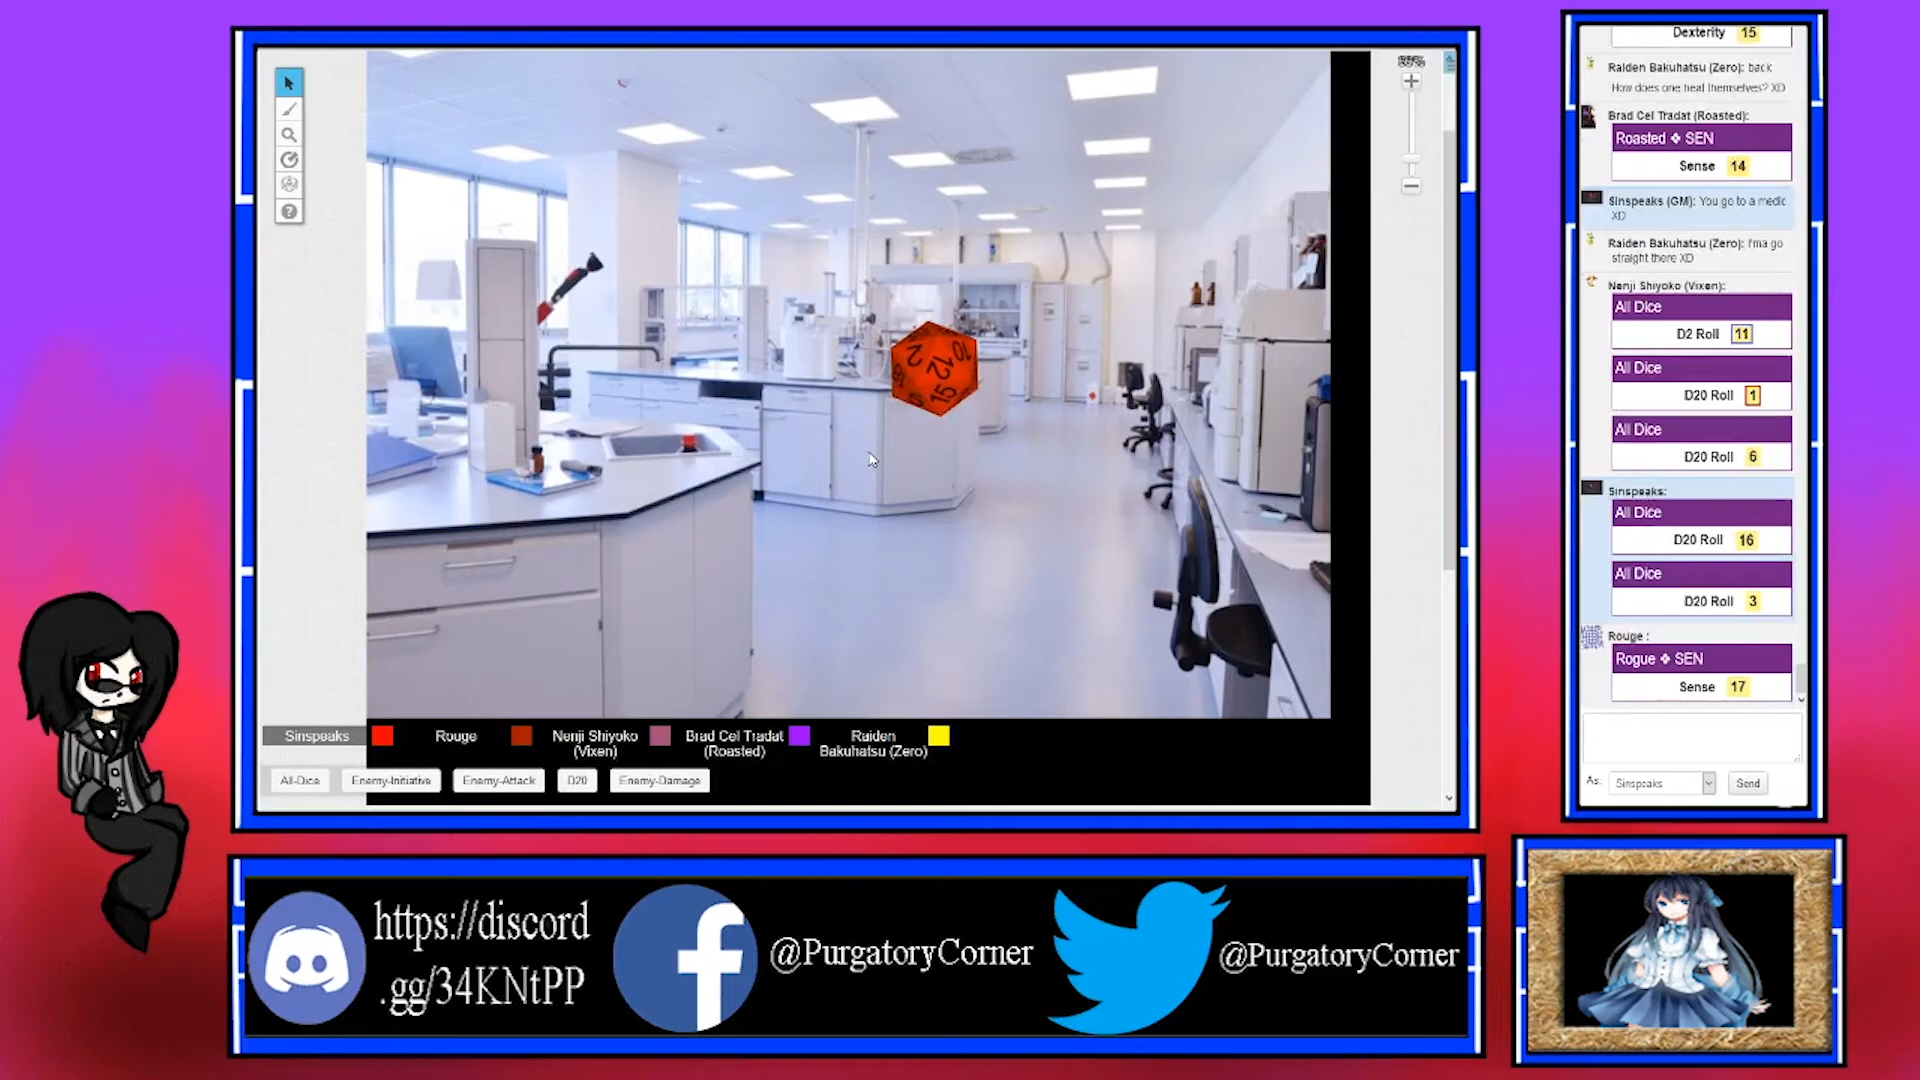 88%
2
12
10
15
Sinspeaks
Rouge
Nenji Shiyoko
(Vixen)
Brad Cel Tradat
(Roasted)
Raiden
Bakuhatsu (Zero)
All-Dice
Enemy-Initiative
Enemy-Attack
D20
Enemy-Damage
Dexterity 15
Raiden Bakuhatsu (Zero): back
How does one heal themselves? XD
Brad Cel Tradat (Roasted):
Roasted ❖ SEN
Sense 14
Sinspeaks (GM): You go to a medic
XD
Raiden Bakuhatsu (Zero): I'ma go
straight there XD
Nenji Shiyoko (Vixen):
All Dice
D2 Roll 11
All Dice
D20 Roll 1
All Dice
D20 Roll 6
Sinspeaks:
All Dice
D20 Roll 16
All Dice
D20 Roll 3
Rouge :
Rogue ❖ SEN
Sense 17
As: Sinspeaks Send
https://discord
.gg/34KNtPP
@PurgatoryCorner
@PurgatoryCorner